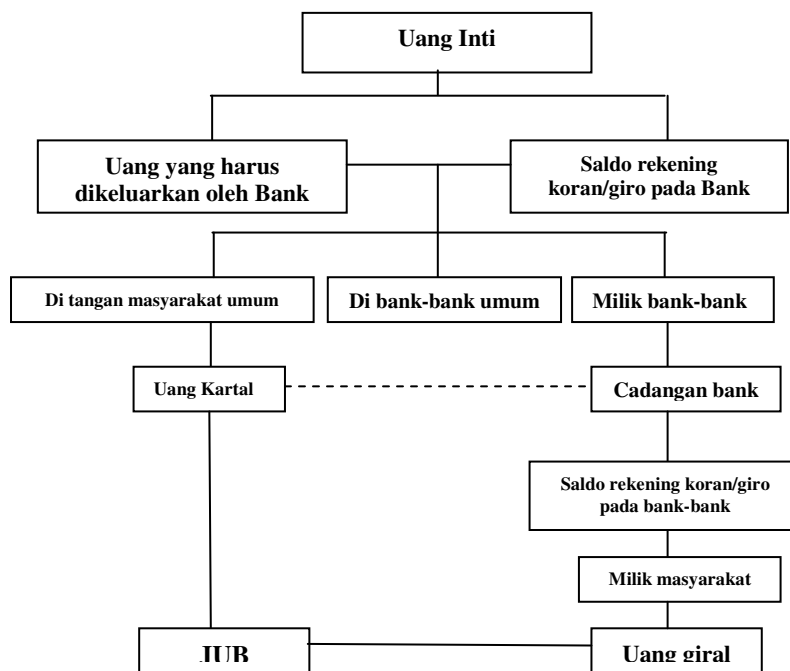 Uang Inti
Uang yang harus
dikeluarkan oleh Bank
Saldo rekening
koran/giro pada Bank
Di tangan masyarakat umum
Di bank-bank umum
Milik bank-bank
Uang Kartal
Cadangan bank
Saldo rekening koran/giro
pada bank-bank
Milik masyarakat
JUB
Uang giral